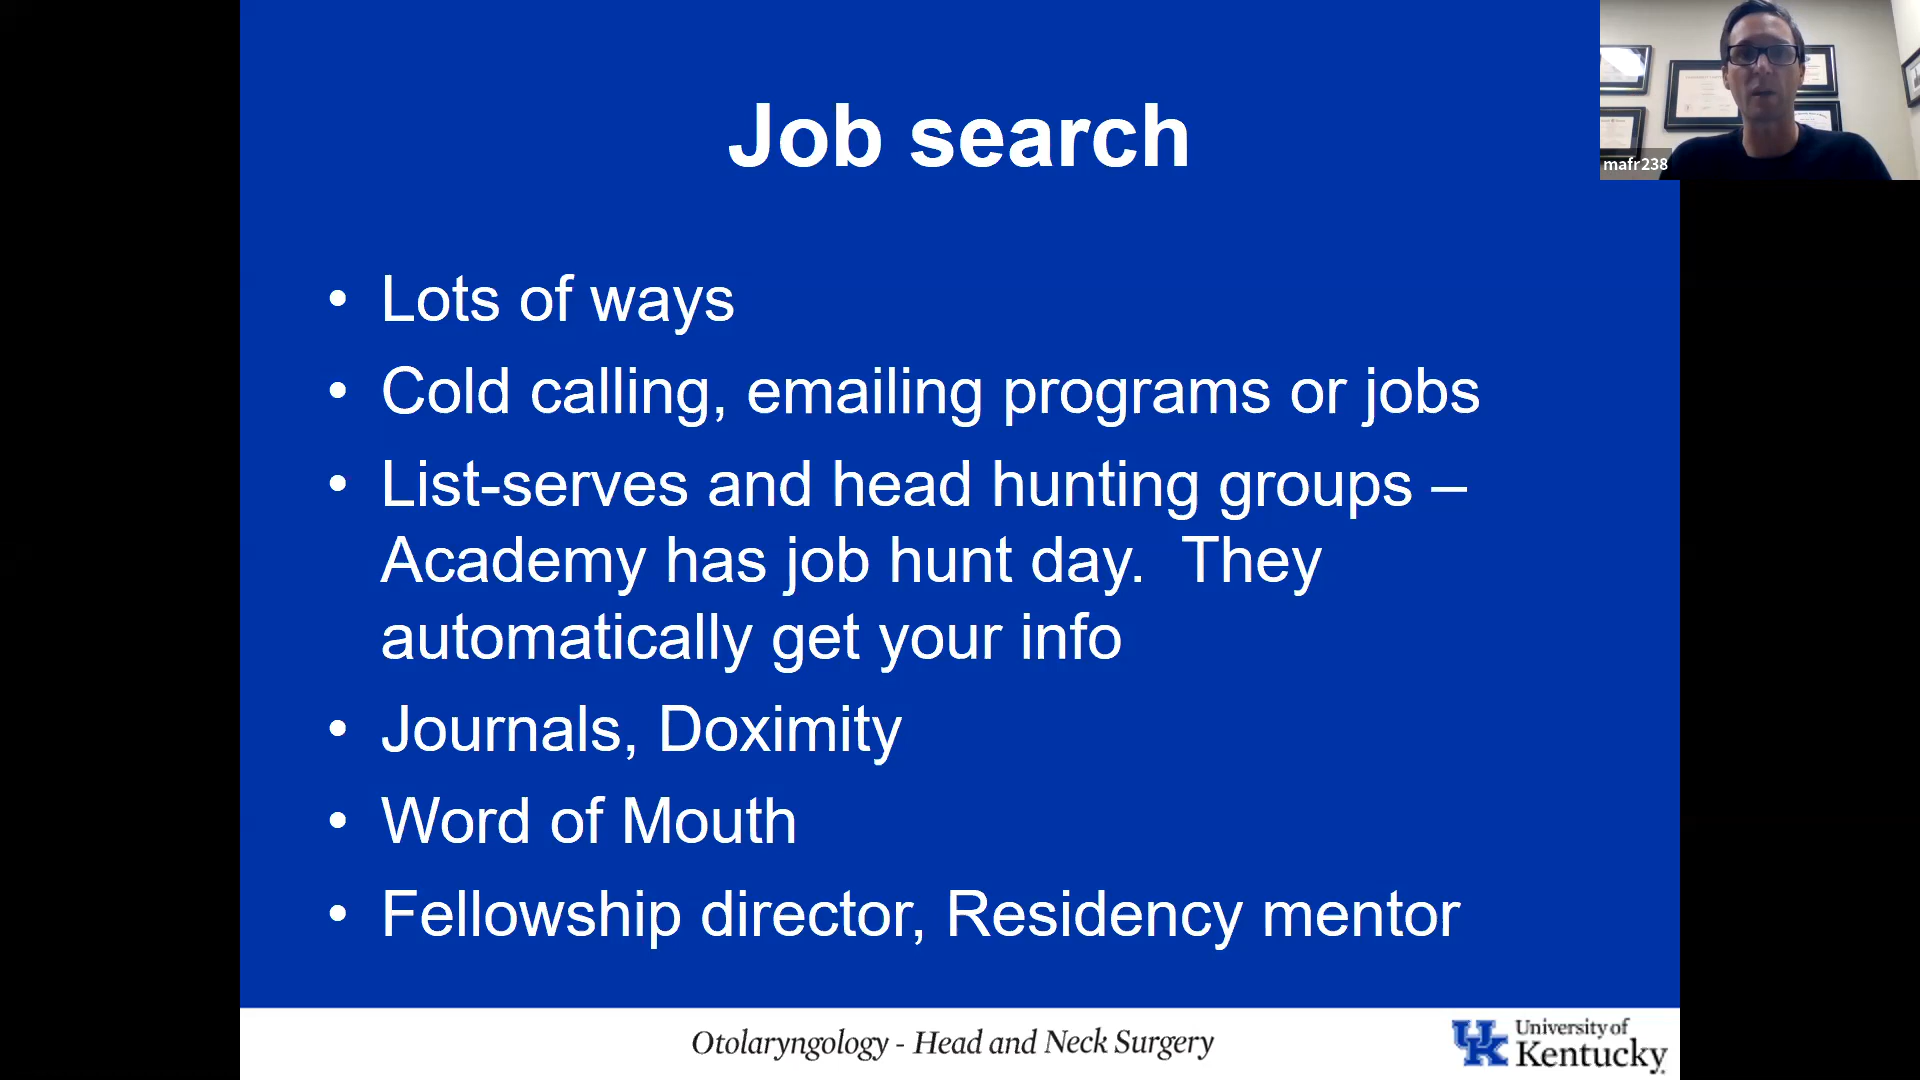 Job search
mafr238
• Lots of ways
• Cold calling, emailing programs or jobs
• List-serves and head hunting groups –
Academy has job hunt day.  They
automatically get your info
• Journals, Doximity
• Word of Mouth
• Fellowship director, Residency mentor
Otolaryngology - Head and Neck Surgery
UK
University of
Kentucky